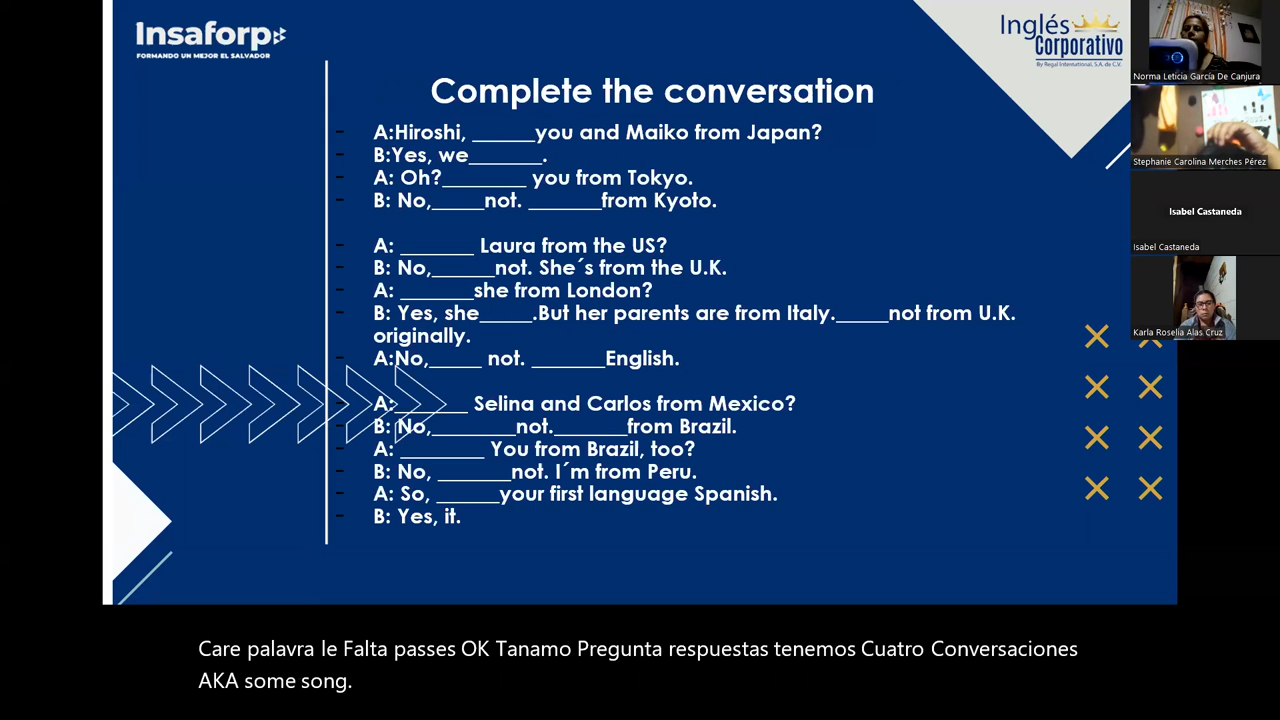 Insaforp
FORMANDO UN MEJOR EL SALVADOR
Inglés
Corporativo
By Regal International, S.A. de C.V.
Complete the conversation
- A:Hiroshi, ______you and Maiko from Japan?
- B:Yes, we_______.
- A: Oh?________ you from Tokyo.
- B: No,_____not. _______from Kyoto.
- A: _______ Laura from the US?
- B: No,______not. She´s from the U.K.
- A: _______she from London?
- B: Yes, she_____.But her parents are from Italy._____not from U.K.
originally.
- A:No,_____ not. _______English.
- A:_______ Selina and Carlos from Mexico?
- B: No,________not._______from Brazil.
- A: ________ You from Brazil, too?
- B: No, _______not. I´m from Peru.
- A: So, ______your first language Spanish.
- B: Yes, it.
Norma Leticia García De Canjura
Stephanie Carolina Merches Pérez
Isabel Castaneda
Isabel Castaneda
Karla Roselia Alas Cruz
Care palavra le Falta passes OK Tanamo Pregunta respuestas tenemos Cuatro Conversaciones
AKA some song.